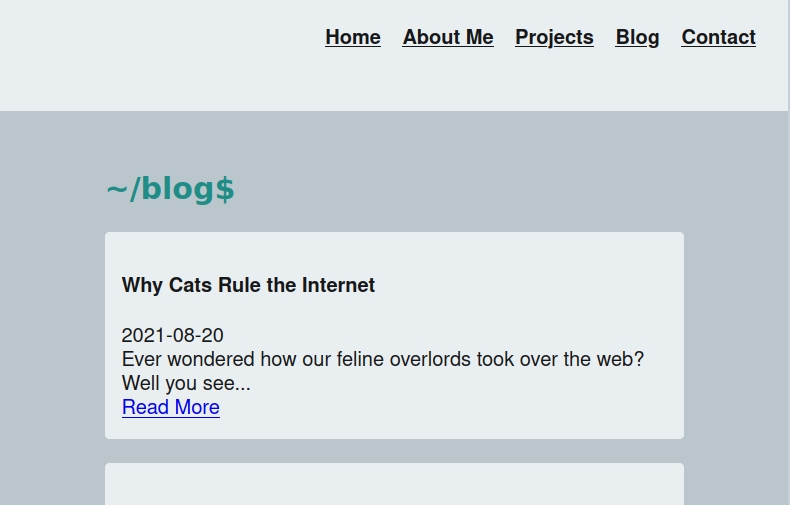 Home About Me Projects Blog Contact
~/blog$
Why Cats Rule the Internet
2021-08-20
Ever wondered how our feline overlords took over the web?
Well you see...
Read More